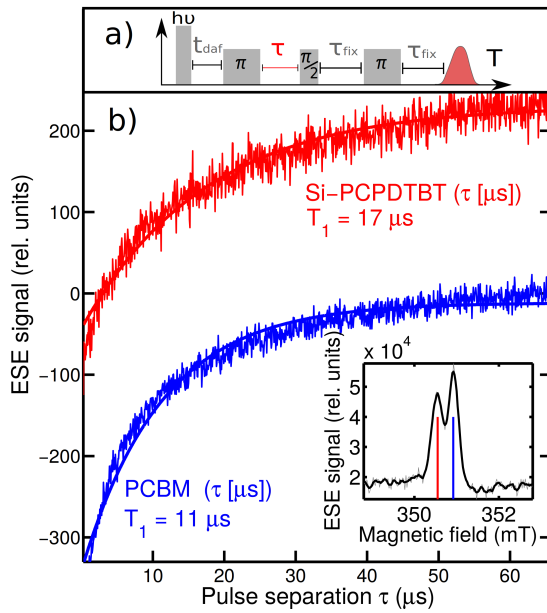 hυ
a)
t_daf
τ
π/2
τ_fix
τ_fix
T
π
π
b)
200
100
0
−100
−200
−300
ESE signal (rel. units)
Si−PCPDTBT (τ [μs])
T_1 = 17 μs
PCBM (τ [μs])
T_1 = 11 μs
x 10^4
5
4
3
2
ESE signal (rel. units)
350
352
Magnetic field (mT)
10
20
30
40
50
60
Pulse separation τ (μs)